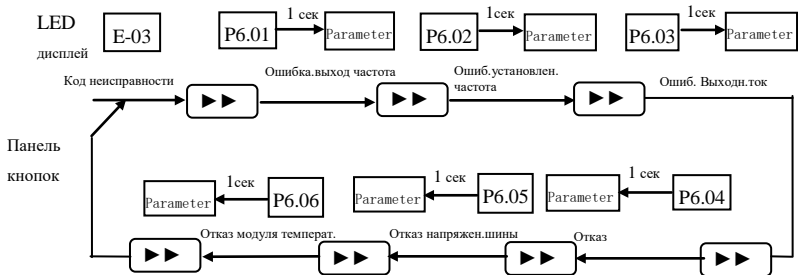 LED
дисплей
E-03
P6.01
1 сек
Parameter
P6.02
1 сек
Parameter
P6.03
1сек
Parameter
Код неисправности
Ошибка.выход частота
Ошиб.установлен.
частота
Ошиб. Выходн.ток
Панель
кнопок
Parameter
1сек
P6.06
Parameter
1 сек
P6.05
Parameter
1 сек
P6.04
Отказ модуля температ.
Отказ напряжен.шины
Отказ